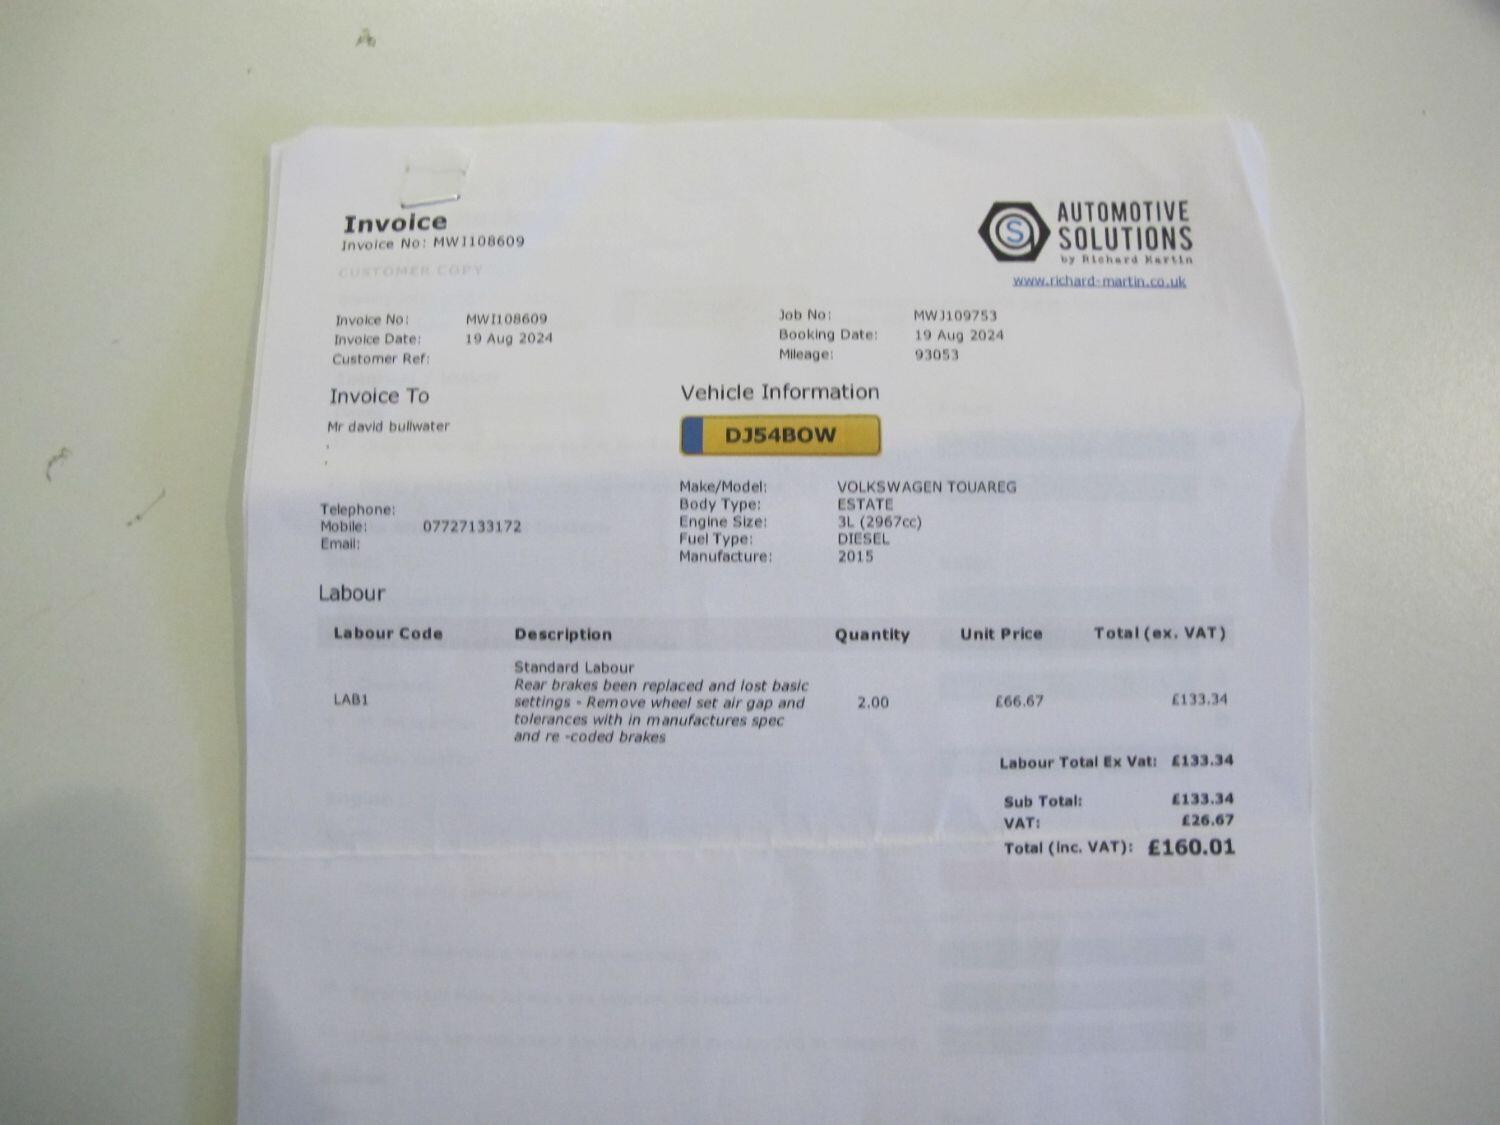 Invoice
Invoice No: MWI108609
CUSTOMER COPY
AUTOMOTIVE
SOLUTIONS
by Richard Martin
www.richard-martin.co.uk
Invoice No: MWI108609
Invoice Date: 19 Aug 2024
Customer Ref:
Job No: MWJ109753
Booking Date: 19 Aug 2024
Mileage: 93053
Invoice To
Mr david bullwater
.
.
Telephone:
Mobile: 07727133172
Email:
Vehicle Information
DJ54BOW
Make/Model: VOLKSWAGEN TOUAREG
Body Type: ESTATE
Engine Size: 3L (2967cc)
Fuel Type: DIESEL
Manufacture: 2015
Labour
Labour Code Description Quantity Unit Price Total (ex. VAT)
Standard Labour
Rear brakes been replaced and lost basic
LAB1 settings - Remove wheel set air gap and 2.00 £66.67 £133.34
tolerances with in manufactures spec
and re -coded brakes
Labour Total Ex Vat: £133.34
Sub Total: £133.34
VAT: £26.67
Total (inc. VAT): £160.01